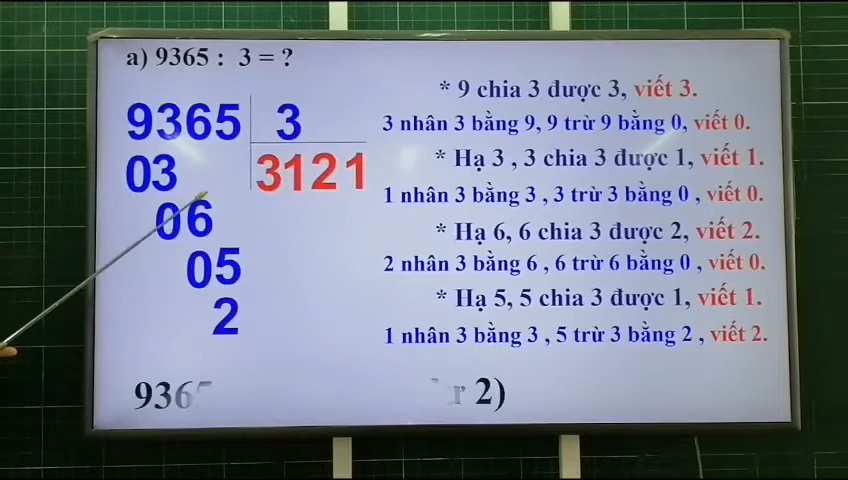 a) 9365 : 3 = ?
9365 3
03 3121
06
05
2
* 9 chia 3 được 3, viết 3.
3 nhân 3 bằng 9, 9 trừ 9 bằng 0, viết 0.
* Hạ 3 , 3 chia 3 được 1, viết 1.
1 nhân 3 bằng 3 , 3 trừ 3 bằng 0 , viết 0.
* Hạ 6, 6 chia 3 được 2, viết 2.
2 nhân 3 bằng 6 , 6 trừ 6 bằng 0 , viết 0.
* Hạ 5, 5 chia 3 được 1, viết 1.
1 nhân 3 bằng 3 , 5 trừ 3 bằng 2 , viết 2.
9365 2)